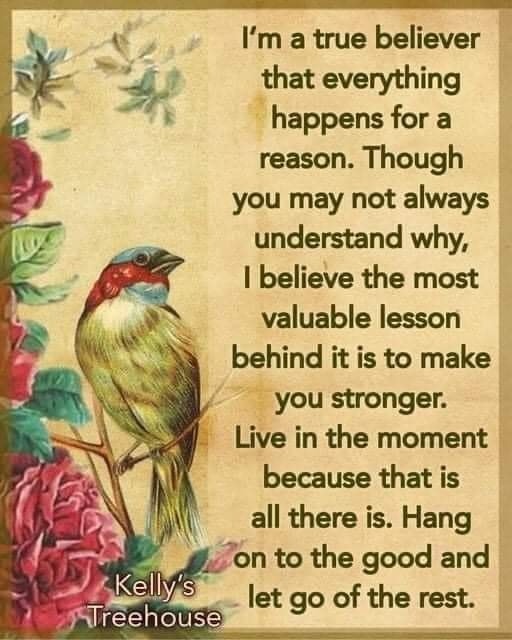 I'm a true believer
that everything
happens for a
reason. Though
you may not always
understand why,
I believe the most
valuable lesson
behind it is to make
you stronger.
Live in the moment
because that is
all there is. Hang
on to the good and
let go of the rest.
Kelly's
Treehouse